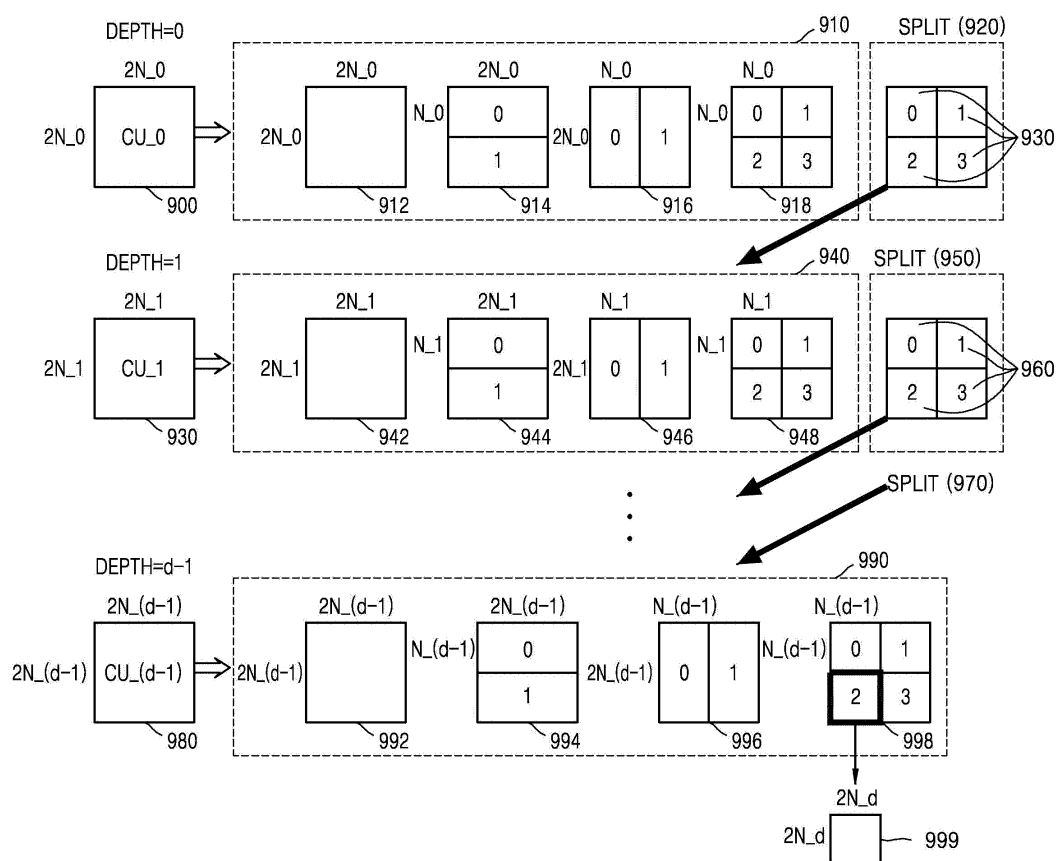 DEPTH=0
910
SPLIT (920)
2N_0
2N_0
2N_0
N_0
N_0
2N_0
CU_0
2N_0
N_0
0
1
2N_0
0
1
N_0
0
1
2
3
0
1
2
3
930
900
912
914
916
918
DEPTH=1
940
SPLIT (950)
2N_1
2N_1
2N_1
N_1
N_1
2N_1
CU_1
2N_1
N_1
0
1
2N_1
0
1
N_1
0
1
2
3
0
1
2
3
960
930
942
944
946
948
SPLIT (970)
DEPTH=d-1
990
2N_(d-1)
2N_(d-1)
2N_(d-1)
N_(d-1)
N_(d-1)
2N_(d-1)
CU_(d-1)
2N_(d-1)
N_(d-1)
0
1
2N_(d-1)
0
1
N_(d-1)
0
1
2
3
980
992
994
996
998
2N_d
2N_d
999